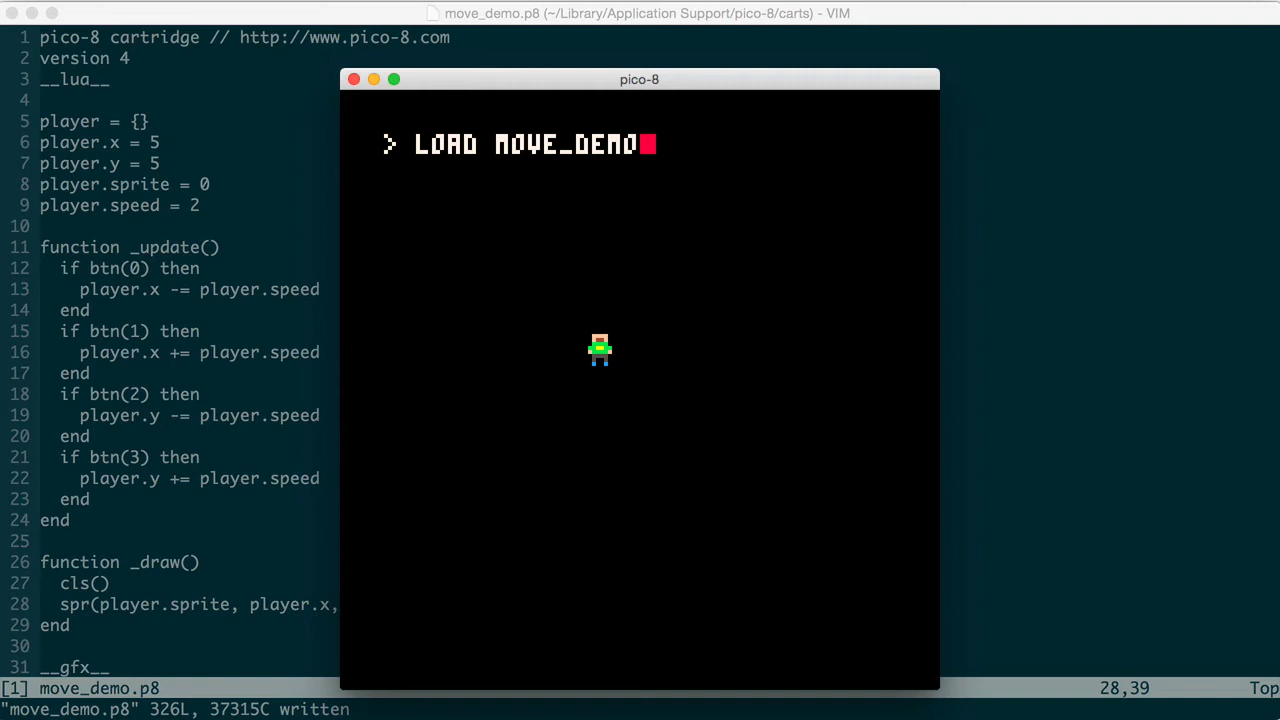 move_demo.p8 (~/Library/Application Support/pico-8/carts) - VIM
1 pico-8 cartridge // http://www.pico-8.com
2 version 4
3 __lua__
4
5 player = {}
6 player.x = 5
7 player.y = 5
8 player.sprite = 0
9 player.speed = 2
10
11 function _update()
12 if btn(0) then
13 player.x -= player.speed
14 end
15 if btn(1) then
16 player.x += player.speed
17 end
18 if btn(2) then
19 player.y -= player.speed
20 end
21 if btn(3) then
22 player.y += player.speed
23 end
24 end
25
26 function _draw()
27 cls()
28 spr(player.sprite, player.x,
29 end
30
31 __gfx__
[1] move_demo.p8 28,39 Top
"move_demo.p8" 326L, 37315C written
pico-8
> LOAD MOVE_DEMO